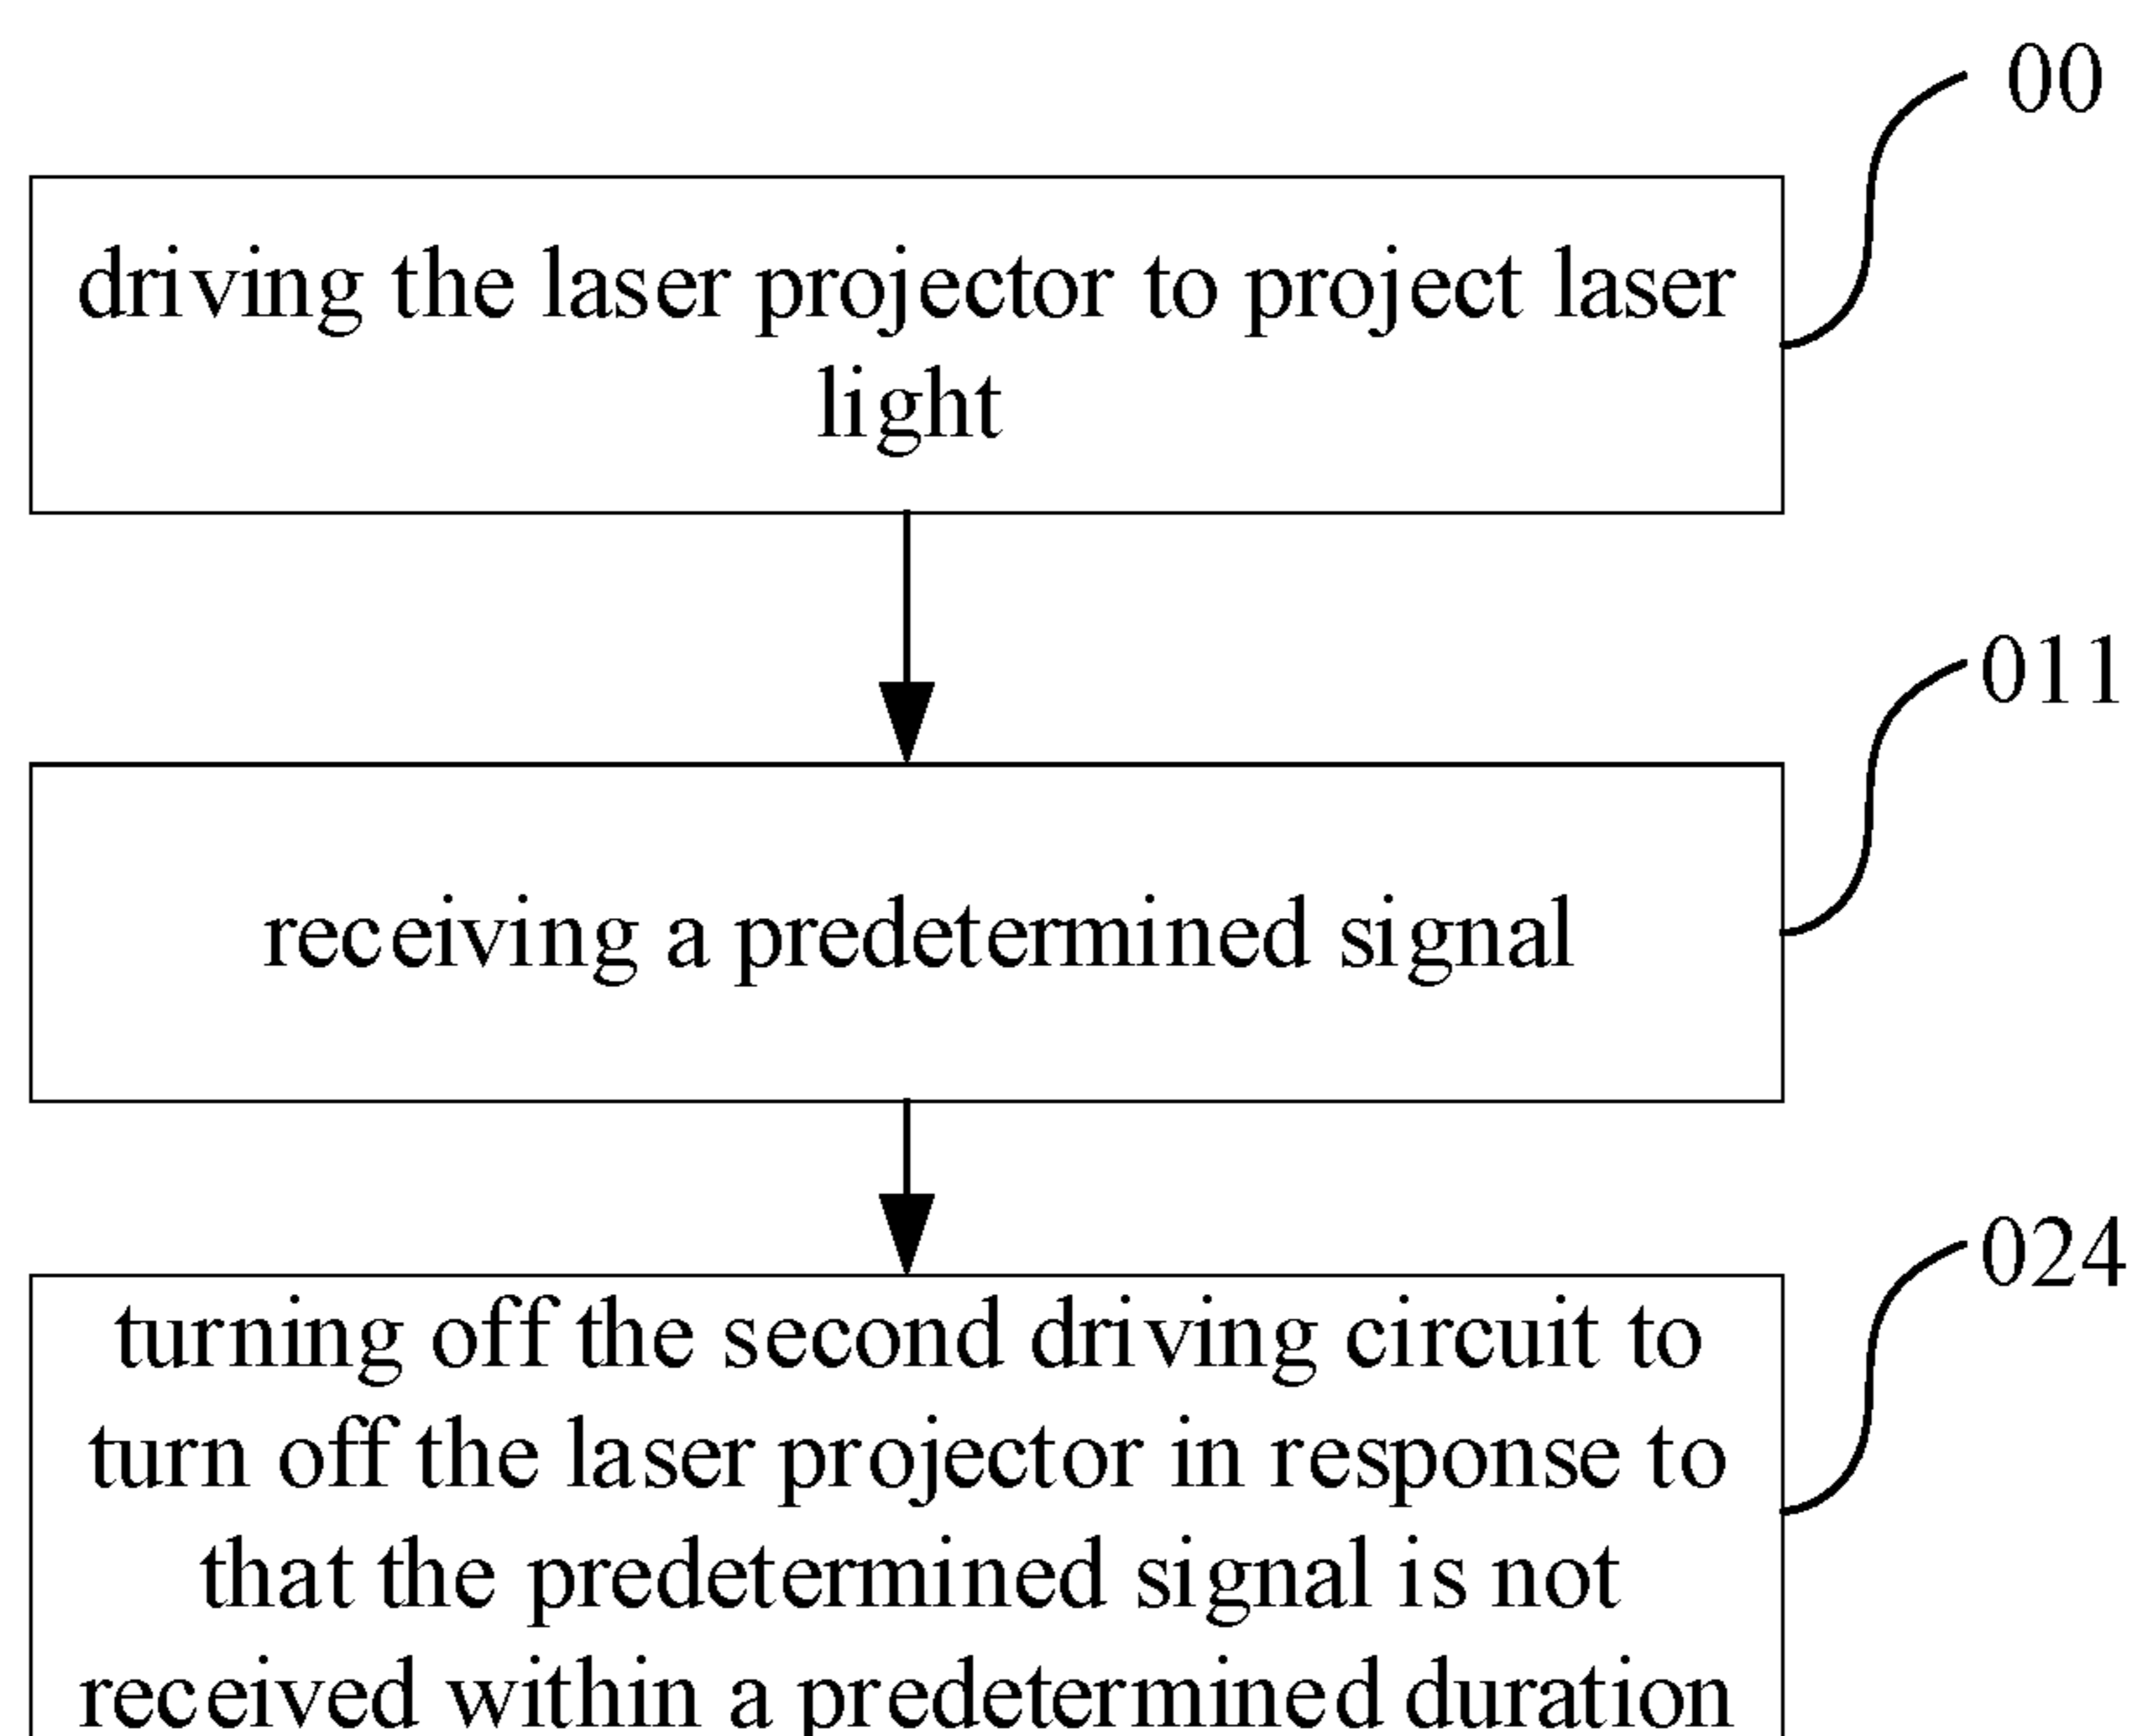 00
driving the laser projector to project laser
light
011
receiving a predetermined signal
024
turning off the second driving circuit to
turn off the laser projector in response to
that the predetermined signal is not
received within a predetermined duration